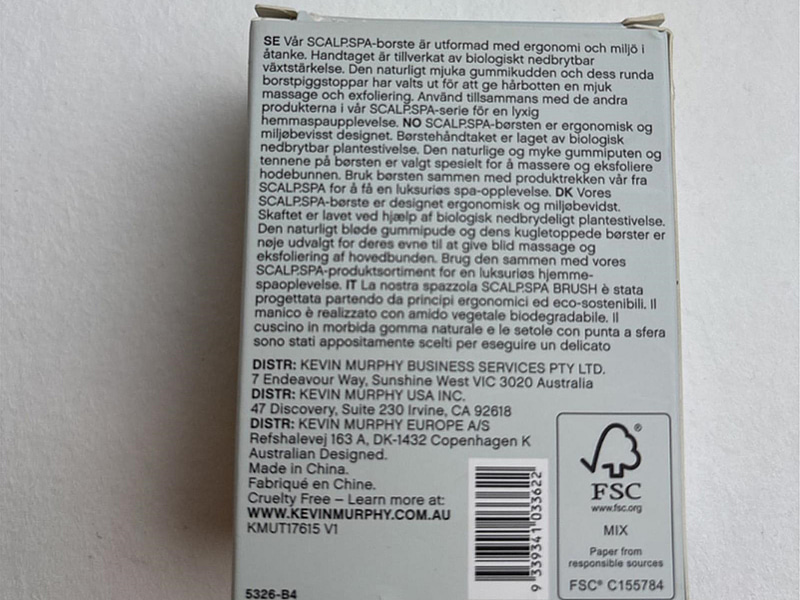 SE Vår SCALP.SPA-borste är utformad med ergonomi och miljö i
åtanke. Handtaget är tillverkat av biologiskt nedbrytbar
växtstärkelse. Den naturligt mjuka gummikudden och dess runda
borstpiggstoppar har valts ut för att ge hårbotten en mjuk
massage och exfoliering. Använd tillsammans med de andra
produkterna i vår SCALP.SPA-serie för en lyxig
hemmaspaupplevelse. NO SCALP.SPA-børsten er ergonomisk og
miljøbevisst designet. Børstehåndtaket er laget av biologisk
nedbrytbar plantestivelse. Den naturlige og myke gummiputen og
tennene på børsten er valgt spesielt for å massere og eksfoliere
hodebunnen. Bruk børsten sammen med produktrekken vår fra
SCALP.SPA for å få en luksuriøs spa-opplevelse. DK Vores
SCALP.SPA-børste er designet ergonomisk og miljøbevidst.
Skaftet er lavet ved hjælp af biologisk nedbrydeligt plantestivelse.
Den naturligt bløde gummipude og dens kugletoppede børster er
nøje udvalgt for deres evne til at give blid massage og
eksfoliering af hovedbunden. Brug den sammen med vores
SCALP.SPA-produktsortiment for en luksuriøs hjemme-
spaoplevelse. IT La nostra spazzola SCALP.SPA BRUSH è stata
progettata partendo da principi ergonomici ed eco-sostenibili. Il
manico è realizzato con amido vegetale biodegradabile. Il
cuscino in morbida gomma naturale e le setole con punta a sfera
sono stati appositamente scelti per eseguire un delicato
DISTR: KEVIN MURPHY BUSINESS SERVICES PTY LTD.
7 Endeavour Way, Sunshine West VIC 3020 Australia
DISTR: KEVIN MURPHY USA INC.
47 Discovery, Suite 230 Irvine, CA 92618
DISTR: KEVIN MURPHY EUROPE A/S
Refshalevej 163 A, DK-1432 Copenhagen K
Australian Designed.
Made in China.
Fabriqué en Chine.
Cruelty Free – Learn more at:
WWW.KEVINMURPHY.COM.AU
KMUT17615 V1
5326-B4
9 339341 033622
®
FSC
www.fsc.org
MIX
Paper from
responsible sources
FSC® C155784